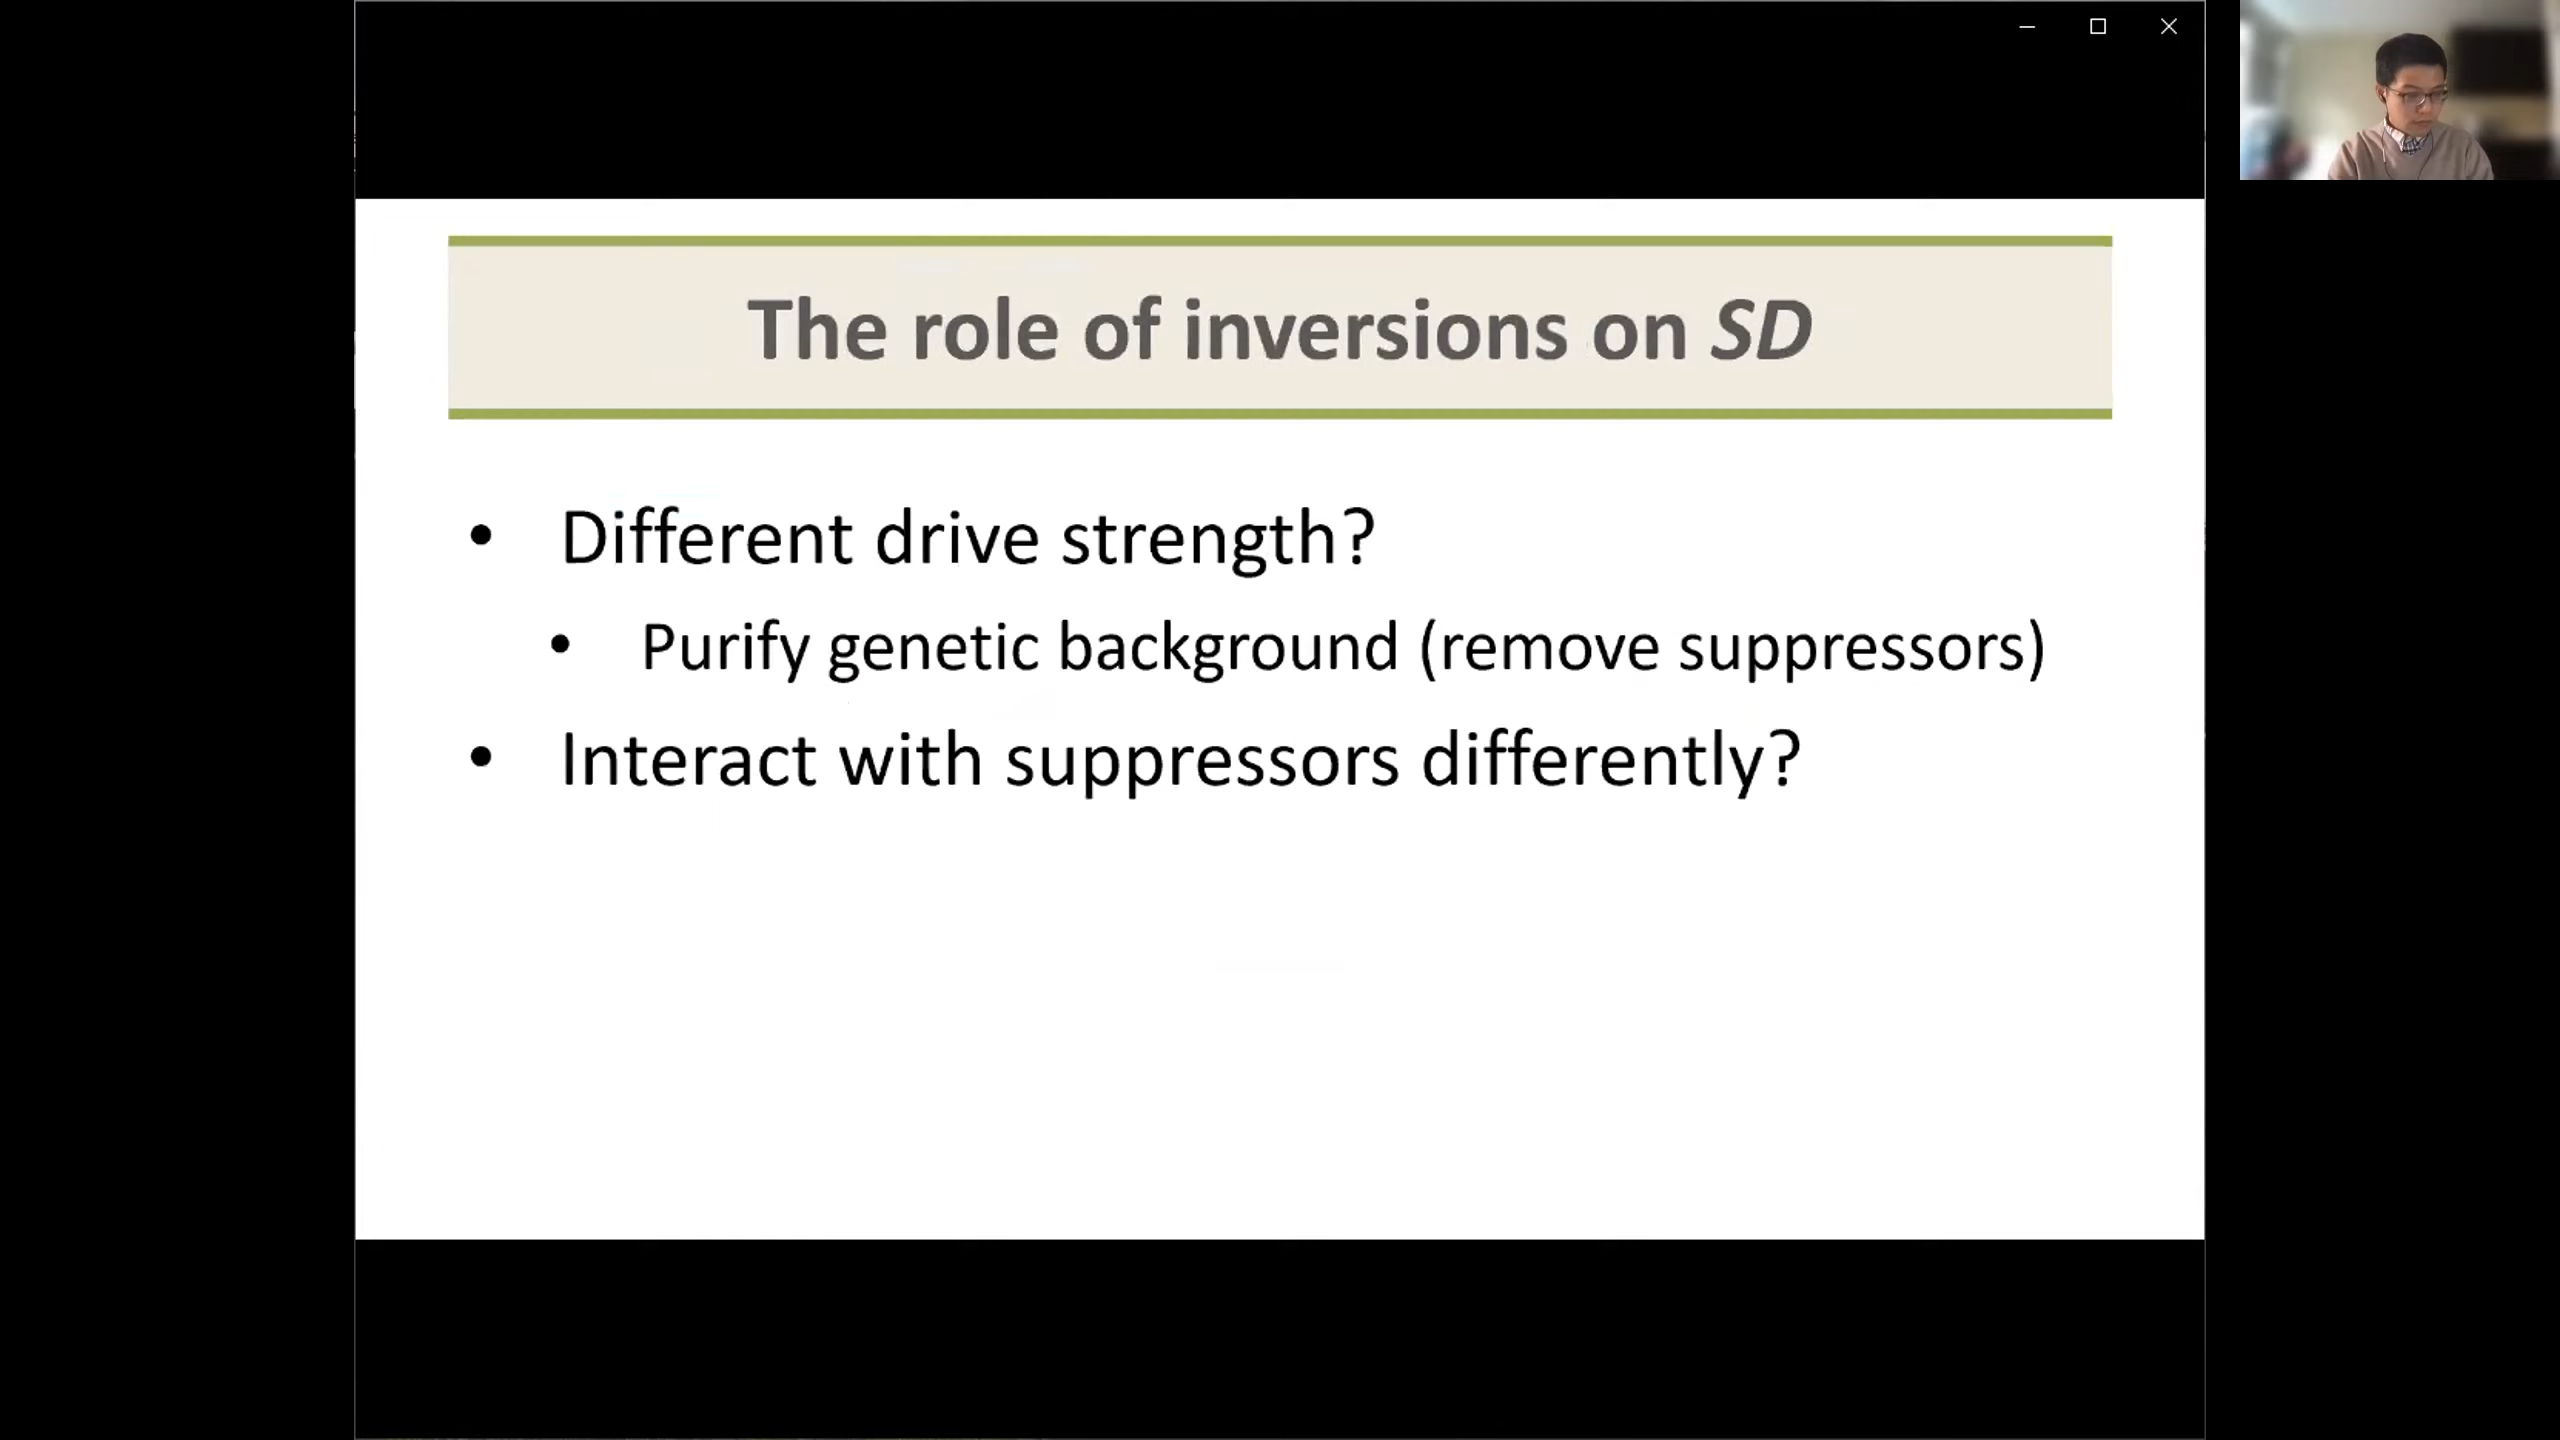 The role of inversions on SD
• Different drive strength?
• Purify genetic background (remove suppressors)
• Interact with suppressors differently?